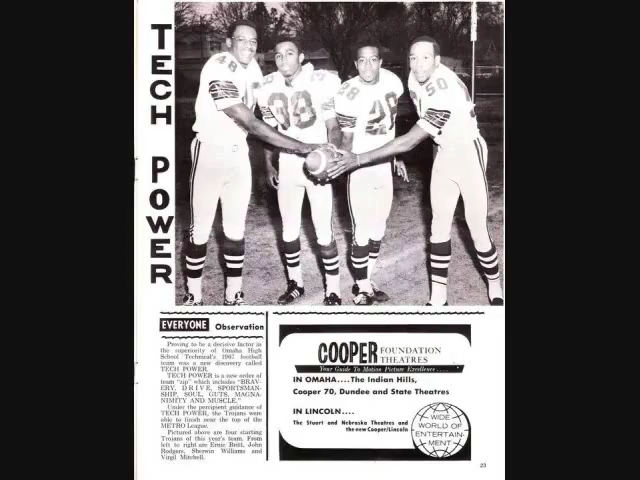 TECH POWER
48
38
28
50
EVERYONE Observation
Proving to be a decisive factor in
the superiority of Omaha High
School Technical's 1967 football
team was a new discovery called
TECH POWER.
TECH POWER is a new order of
team "zip" which includes "BRAV-
ERY, DRIVE, SPORTSMAN-
SHIP, SOUL, GUTS, MAGNA-
NIMITY AND MUSCLE."
Under the percipient guidance of
TECH POWER, the Trojans were
able to finish near the top of the
METRO League.
Pictured above are four starting
Trojans of this year's team. From
left to right are Ernie Britt, John
Rodgers, Sherwin Williams and
Virgil Mitchell.
COOPER FOUNDATION
THEATRES
Your Guide To Motion Picture Excellence....
IN OMAHA....The Indian Hills,
Cooper 70, Dundee and State Theatres
IN LINCOLN....
The Stuart and Nebraska Theatres and
the new Cooper/Lincoln
WIDE
WORLD OF
ENTERTAIN-
MENT
23